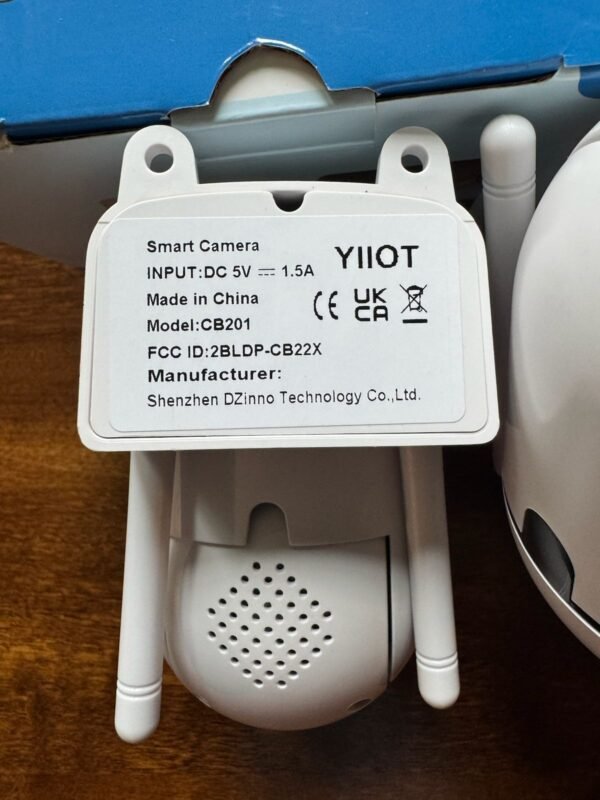 Smart Camera
YIIOT
INPUT:DC 5V ⎓ 1.5A
Made in China
CE UK CA
Model:CB201
FCC ID:2BLDP-CB22X
Manufacturer:
Shenzhen DZinno Technology Co.,Ltd.